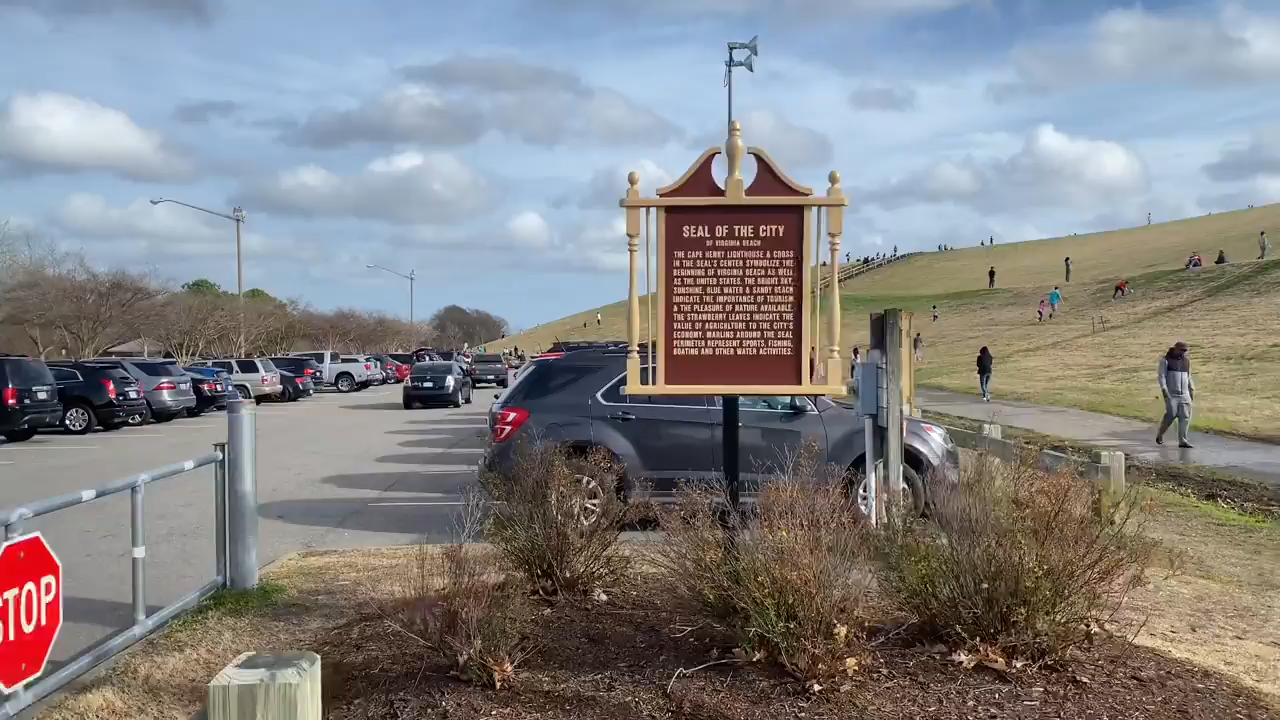 SEAL OF THE CITY
OF VIRGINIA BEACH
THE CAPE HENRY LIGHTHOUSE & CROSS
IN THE SEAL'S CENTER SYMBOLIZE THE
BEGINNING OF VIRGINIA BEACH AS WELL
AS THE UNITED STATES. THE BRIGHT SKY,
SUNSHINE, BLUE WATER & SANDY BEACH
INDICATE THE IMPORTANCE OF TOURISM
& THE PLEASURE OF NATURE AVAILABLE.
THE STRAWBERRY LEAVES INDICATE THE
VALUE OF AGRICULTURE TO THE CITY'S
ECONOMY. MARLINS AROUND THE SEAL
PERIMETER REPRESENT SPORTS, FISHING,
BOATING AND OTHER WATER ACTIVITIES.
STOP